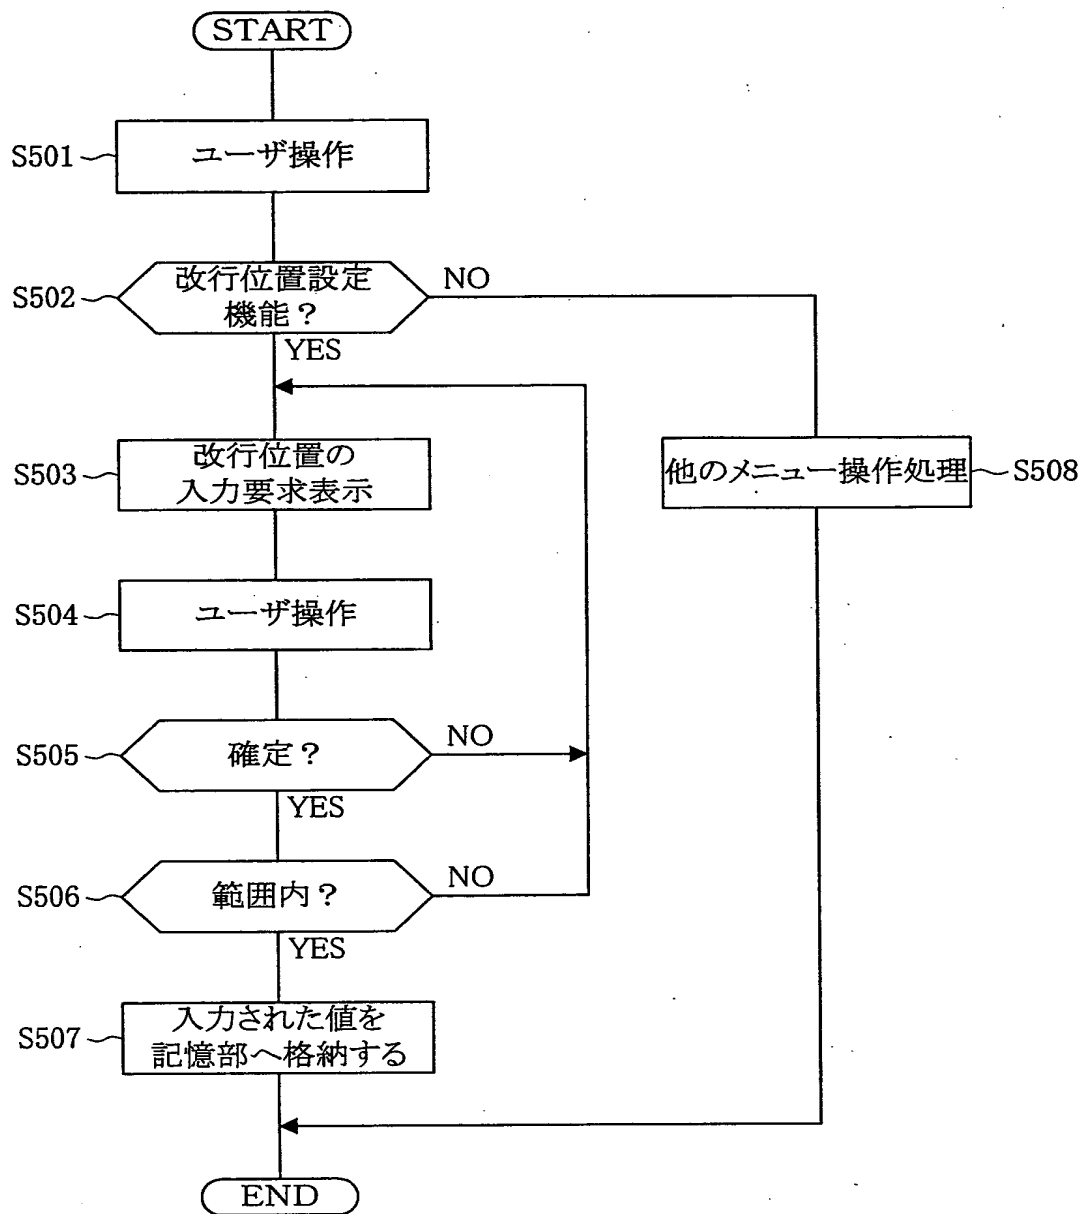 START
S501
ユーザ操作
S502
改行位置設定
機能？
NO
YES
S503
改行位置の
入力要求表示
他のメニュー操作処理
S508
S504
ユーザ操作
S505
確定？
NO
YES
S506
範囲内？
NO
YES
S507
入力された値を
記憶部へ格納する
END